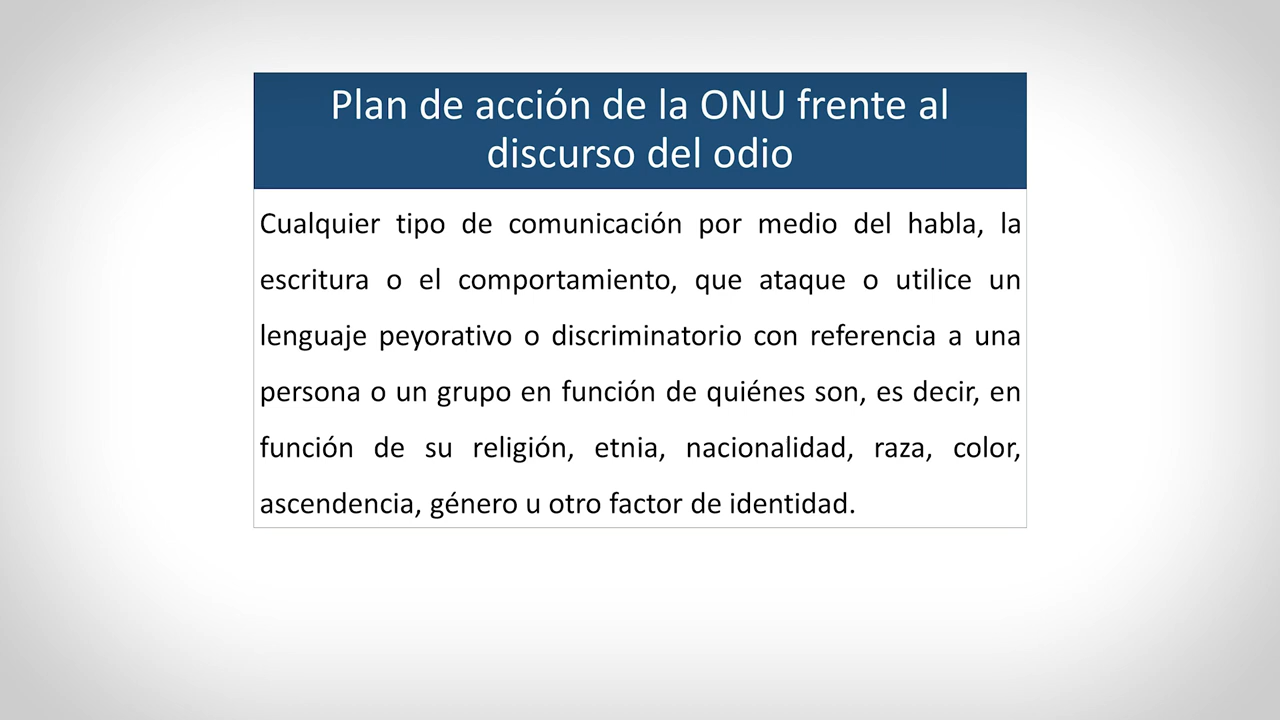 Plan de acción de la ONU frente al
discurso del odio
Cualquier tipo de comunicación por medio del habla, la
escritura o el comportamiento, que ataque o utilice un
lenguaje peyorativo o discriminatorio con referencia a una
persona o un grupo en función de quiénes son, es decir, en
función de su religión, etnia, nacionalidad, raza, color,
ascendencia, género u otro factor de identidad.